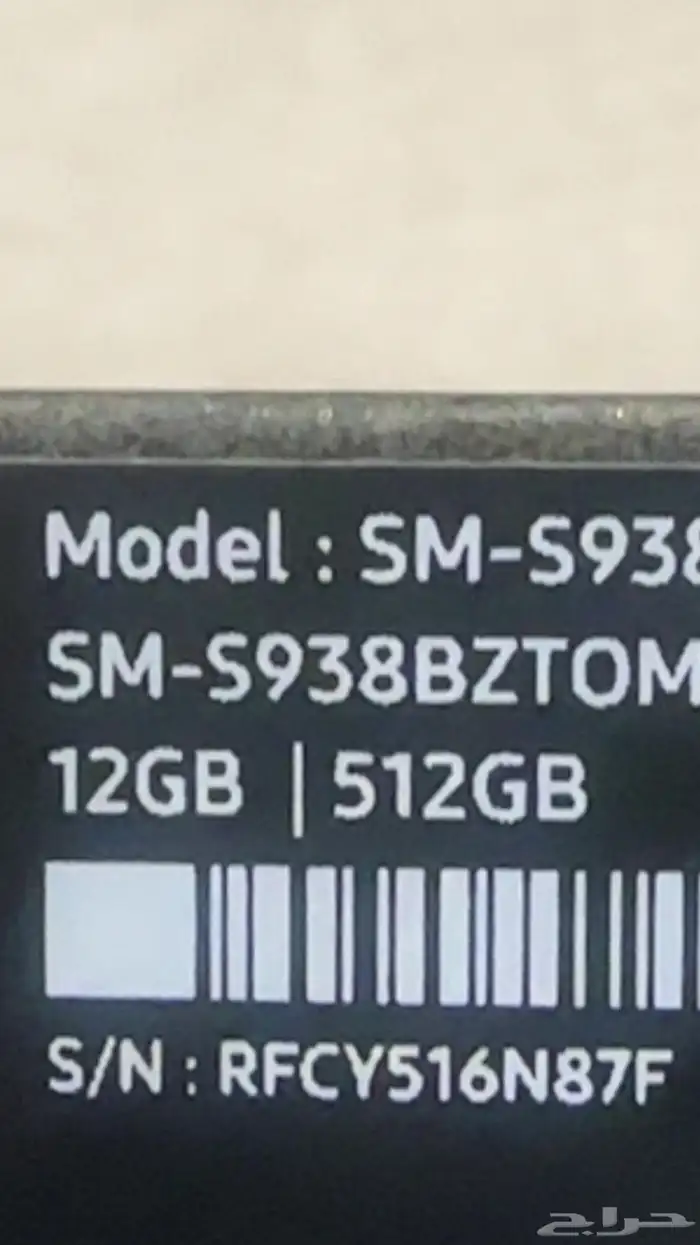 Model : SM-S938
SM-S938BZTOM
12GB | 512GB
S/N : RFCY516N87F
حراج